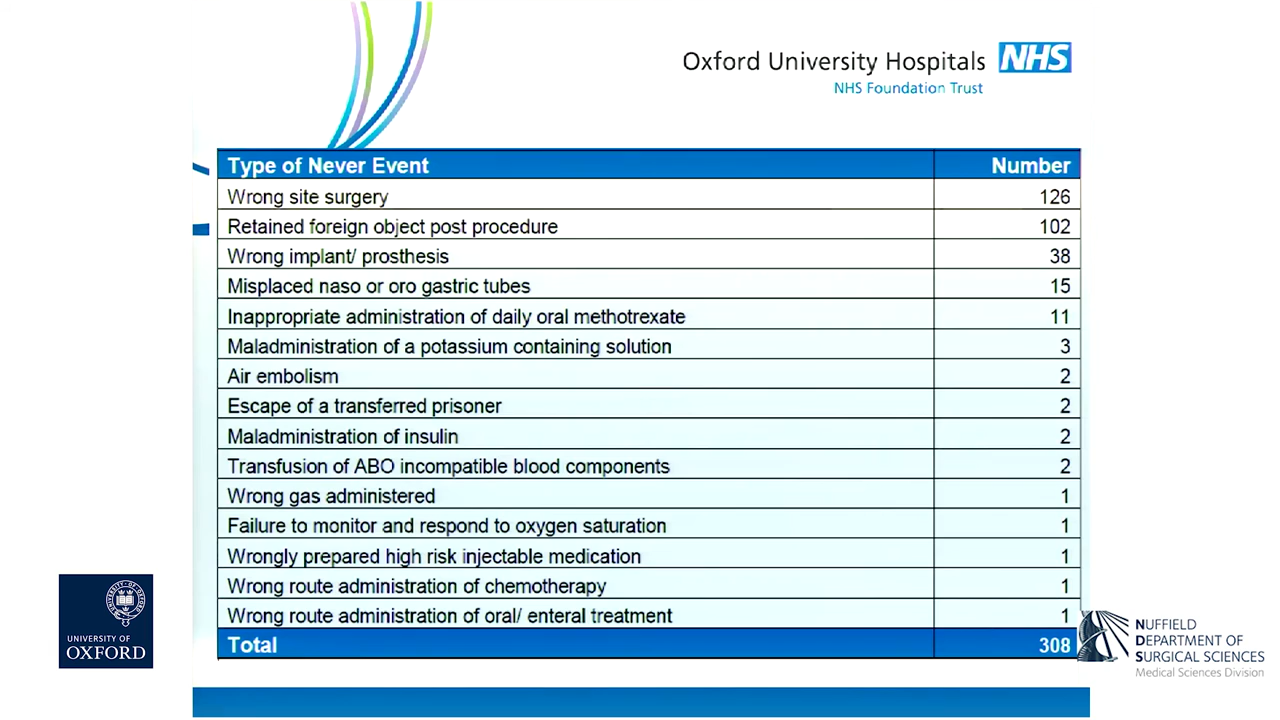 Oxford University Hospitals NHS
NHS Foundation Trust
Type of Never Event Number
Wrong site surgery 126
Retained foreign object post procedure 102
Wrong implant/ prosthesis 38
Misplaced naso or oro gastric tubes 15
Inappropriate administration of daily oral methotrexate 11
Maladministration of a potassium containing solution 3
Air embolism 2
Escape of a transferred prisoner 2
Maladministration of insulin 2
Transfusion of ABO incompatible blood components 2
Wrong gas administered 1
Failure to monitor and respond to oxygen saturation 1
Wrongly prepared high risk injectable medication 1
Wrong route administration of chemotherapy 1
Wrong route administration of oral/ enteral treatment 1
Total 308
UNIVERSITY OF
OXFORD
NUFFIELD
DEPARTMENT OF
SURGICAL SCIENCES
Medical Sciences Division